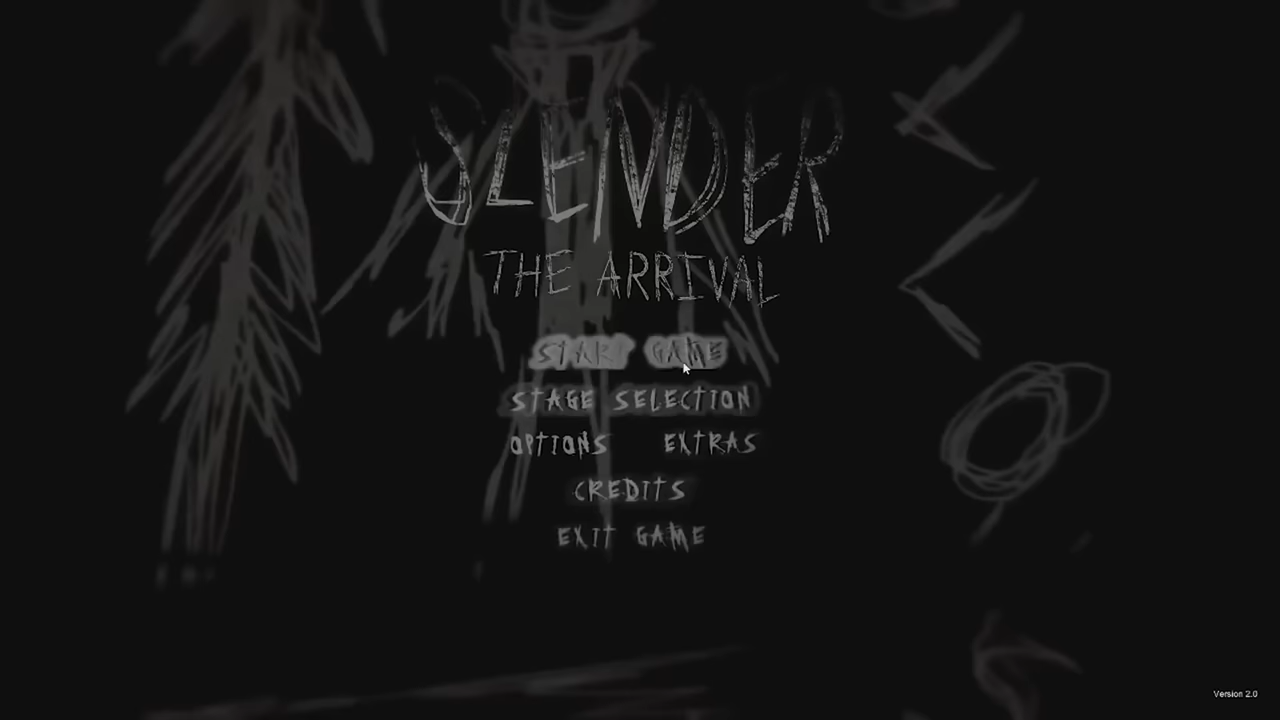 SLENDER
THE ARRIVAL
START GAME
STAGE SELECTION
OPTIONS EXTRAS
CREDITS
EXIT GAME
Version 2.0